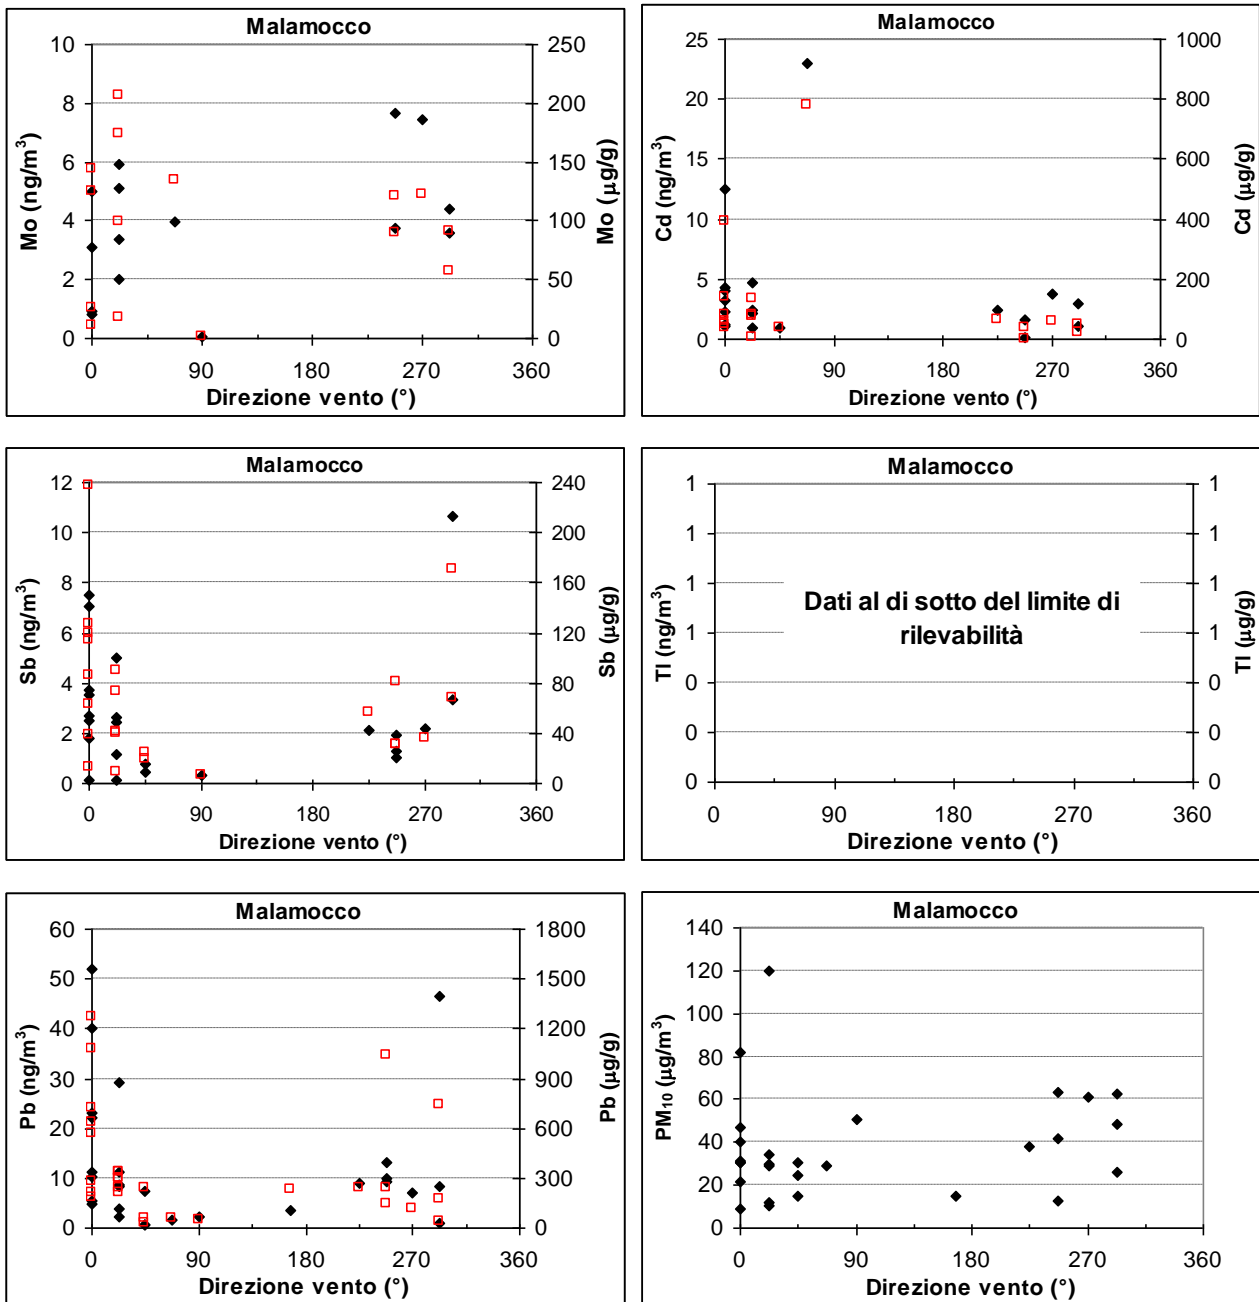 Malamocco
10
8
6
4
2
0
Mo (ng/m³)
250
200
150
100
50
0
Mo (µg/g)
0 90 180 270 360
Direzione vento (°)
Malamocco
25
20
15
10
5
0
Cd (ng/m³)
1000
800
600
400
200
0
Cd (µg/g)
0 90 180 270 360
Direzione vento (°)
Malamocco
12
10
8
6
4
2
0
Sb (ng/m³)
240
200
160
120
80
40
0
Sb (µg/g)
0 90 180 270 360
Direzione vento (°)
Malamocco
1
1
1
1
0
0
0
Tl (ng/m³)
Dati al di sotto del limite di
rilevabilità
1
1
1
1
0
0
0
Tl (µg/g)
0 90 180 270 360
Direzione vento (°)
Malamocco
60
50
40
30
20
10
0
Pb (ng/m³)
1800
1500
1200
900
600
300
0
Pb (µg/g)
0 90 180 270 360
Direzione vento (°)
Malamocco
140
120
100
80
60
40
20
0
PM₁₀ (µg/m³)
0 90 180 270 360
Direzione vento (°)